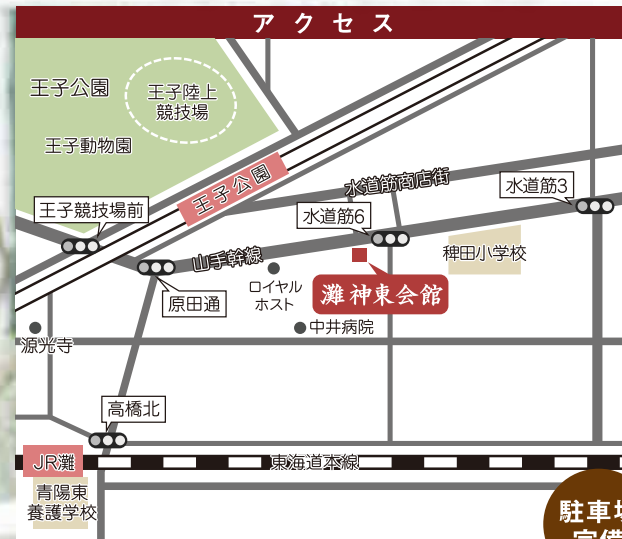 アクセス
王子公園
王子陸上
競技場
王子動物園
王子公園
水道筋商店街
水道筋3
王子競技場前
水道筋6
山手幹線
稗田小学校
ロイヤル
ホスト
灘神東会館
原田通
中井病院
源光寺
高橋北
JR灘
東海道本線
青陽東
養護学校
駐車場
完備